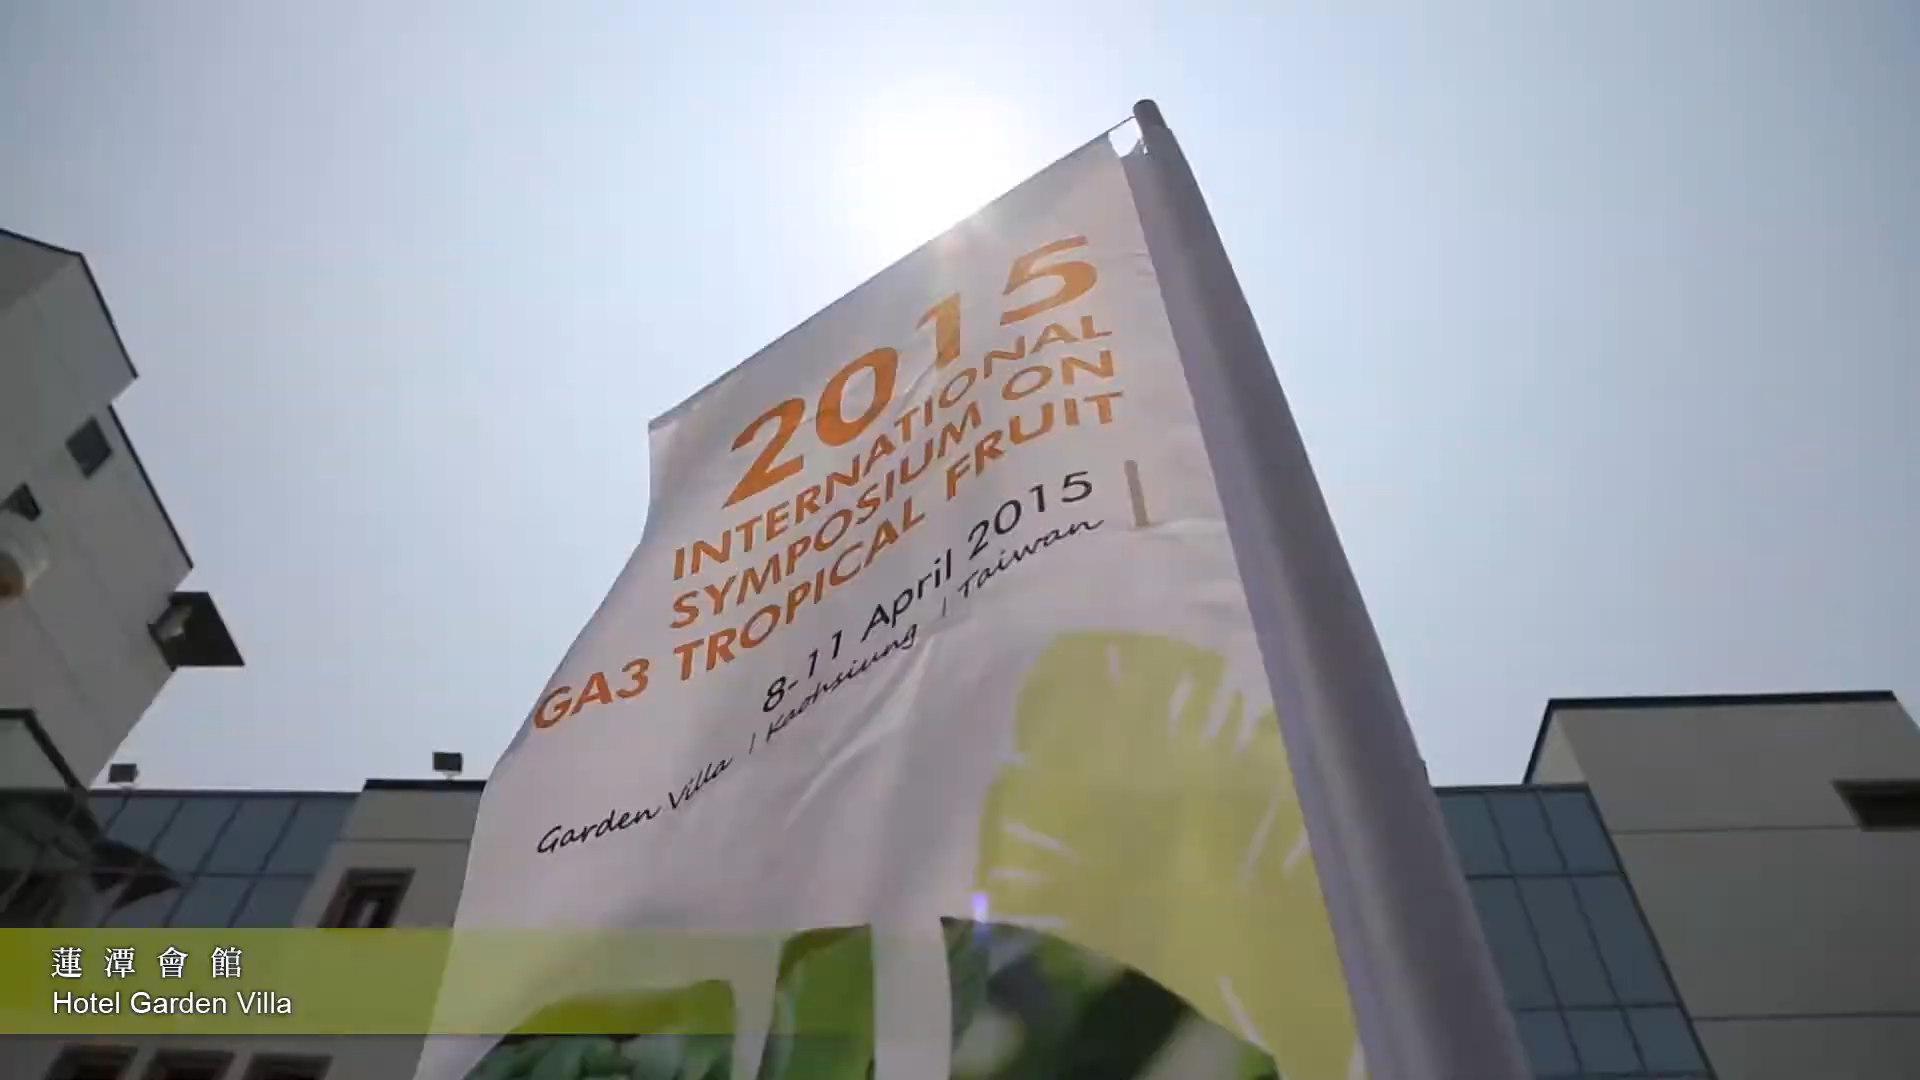 2015
INTERNATIONAL
SYMPOSIUM ON
GA3 TROPICAL FRUIT
8-11 April 2015
Garden Villa | Kaohsiung | Taiwan
蓮潭會館
Hotel Garden Villa